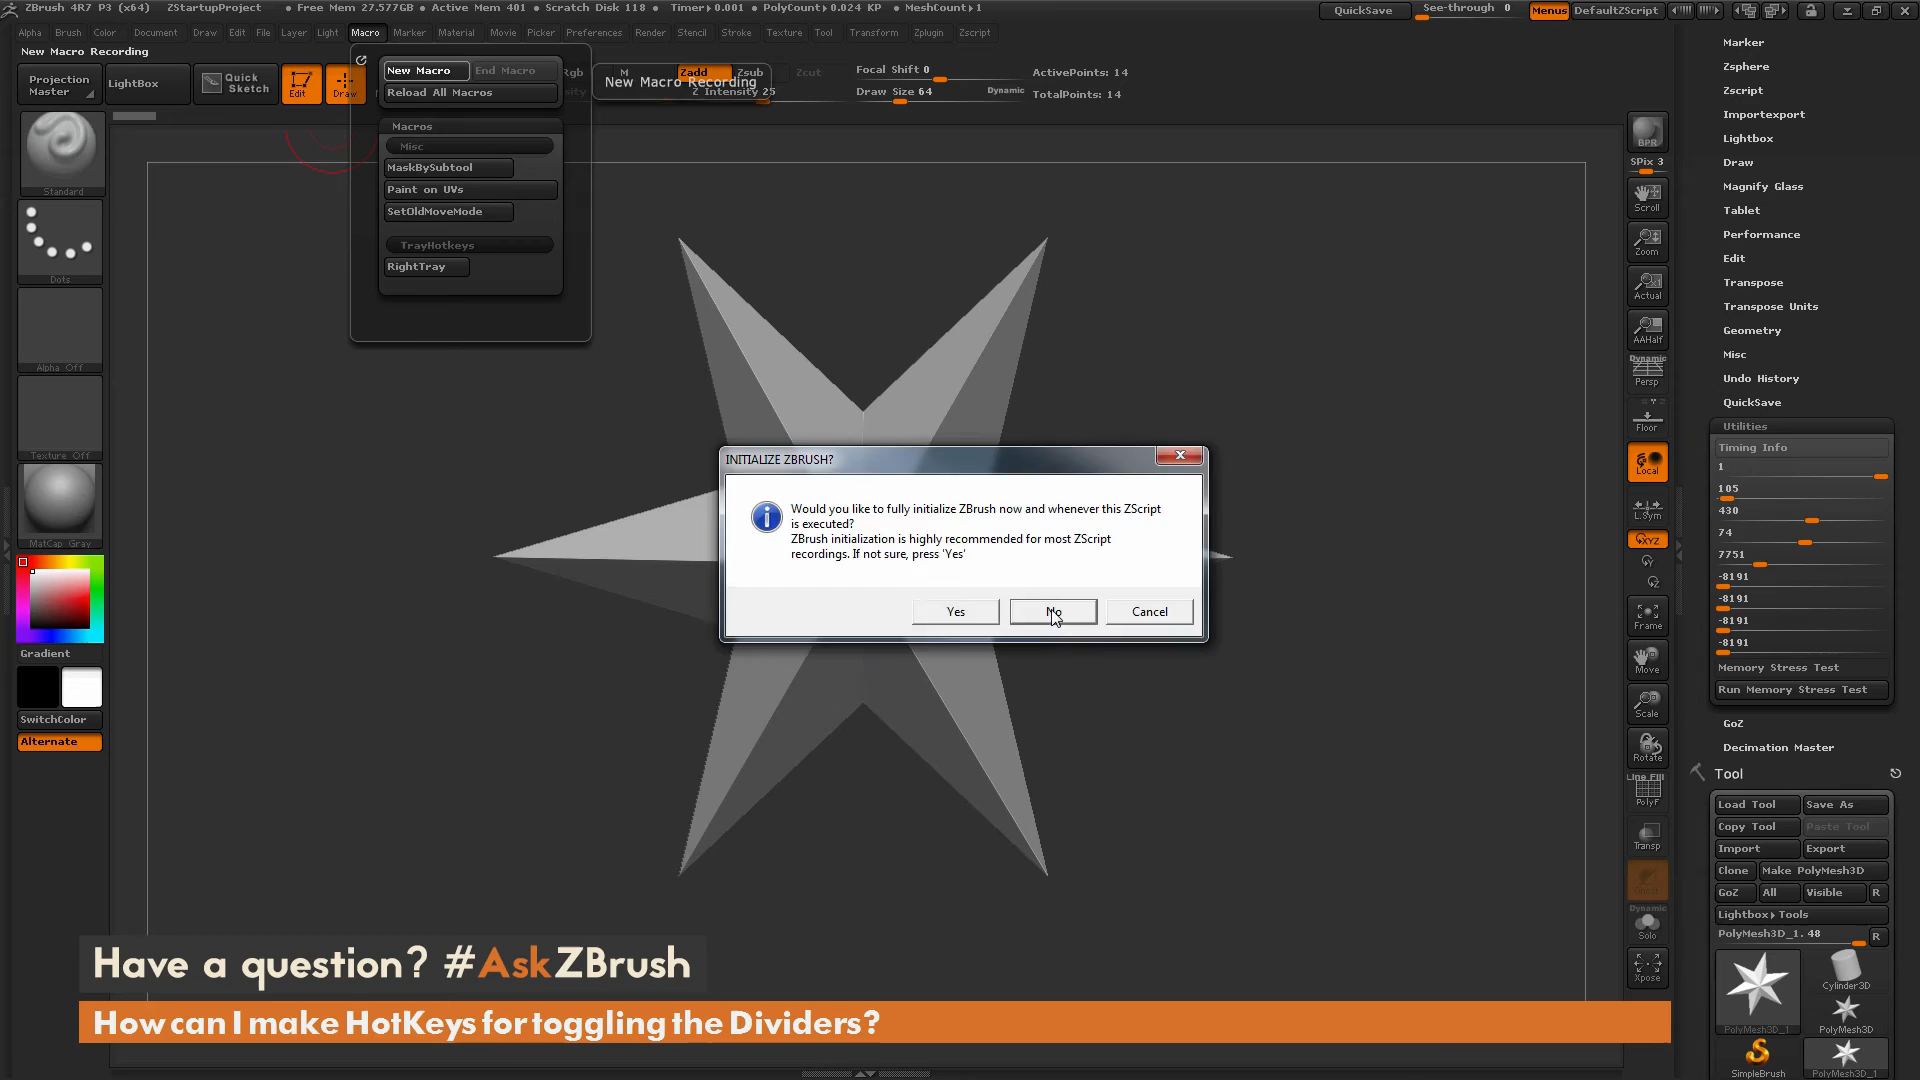 ZBrush 4R7 P3 (x64) ZStartupProject • Free Mem 27.577GB • Active Mem 401 • Scratch Disk 118 • Timer▸0.001 • PolyCount▸0.024 KP • MeshCount▸1 QuickSave See-through 0 Menus DefaultZScript
Alpha Brush Color Document Draw Edit File Layer Light Macro Marker Material Movie Picker Preferences Render Stencil Stroke Texture Tool Transform Zplugin Zscript
New Macro Recording
Projection Master
LightBox
Quick Sketch
Edit
Draw
New Macro End Macro
Reload All Macros
Macros
Misc
MaskBySubtool
Paint on UVs
SetOldMoveMode
TrayHotkeys
RightTray
Rgb M Zadd Zsub Zcut
New Macro Recording
Z Intensity 25
Focal Shift 0
Draw Size 64
Dynamic
ActivePoints: 14
TotalPoints: 14
Standard
Dots
Alpha Off
Texture Off
MatCap Gray
Gradient
SwitchColor
Alternate
INITIALIZE ZBRUSH?
Would you like to fully initialize ZBrush now and whenever this ZScript
is executed?
ZBrush initialization is highly recommended for most ZScript
recordings. If not sure, press 'Yes'
Yes No Cancel
BPR
SPix 3
Scroll
Zoom
Actual
AAHalf
Dynamic
Persp
Floor
Local
L.Sym
XYZ
Y
Z
Frame
Move
Scale
Rotate
Line Fill
PolyF
Transp
Ghost
Dynamic
Solo
Xpose
Marker
Zsphere
Zscript
Importexport
Lightbox
Draw
Magnify Glass
Tablet
Performance
Edit
Transpose
Transpose Units
Geometry
Misc
Undo History
QuickSave
Utilities
Timing Info
1
105
430
74
7751
-8191
-8191
-8191
-8191
Memory Stress Test
Run Memory Stress Test
GoZ
Decimation Master
Tool
Load Tool Save As
Copy Tool Paste Tool
Import Export
Clone Make PolyMesh3D
GoZ All Visible R
Lightbox▸Tools
PolyMesh3D_1. 48 R
PolyMesh3D_1
Cylinder3D
PolyMesh3D
SimpleBrush
PolyMesh3D_1
Have a question? #AskZBrush
How can I make HotKeys for toggling the Dividers?